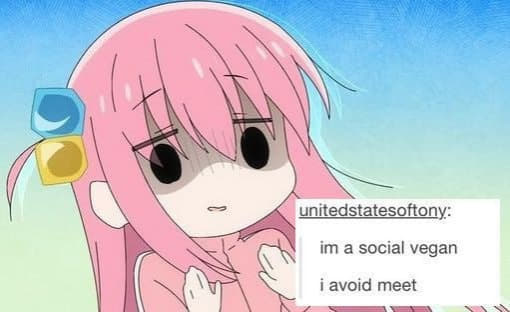 unitedstatesoftony:
im a social vegan
i avoid meet